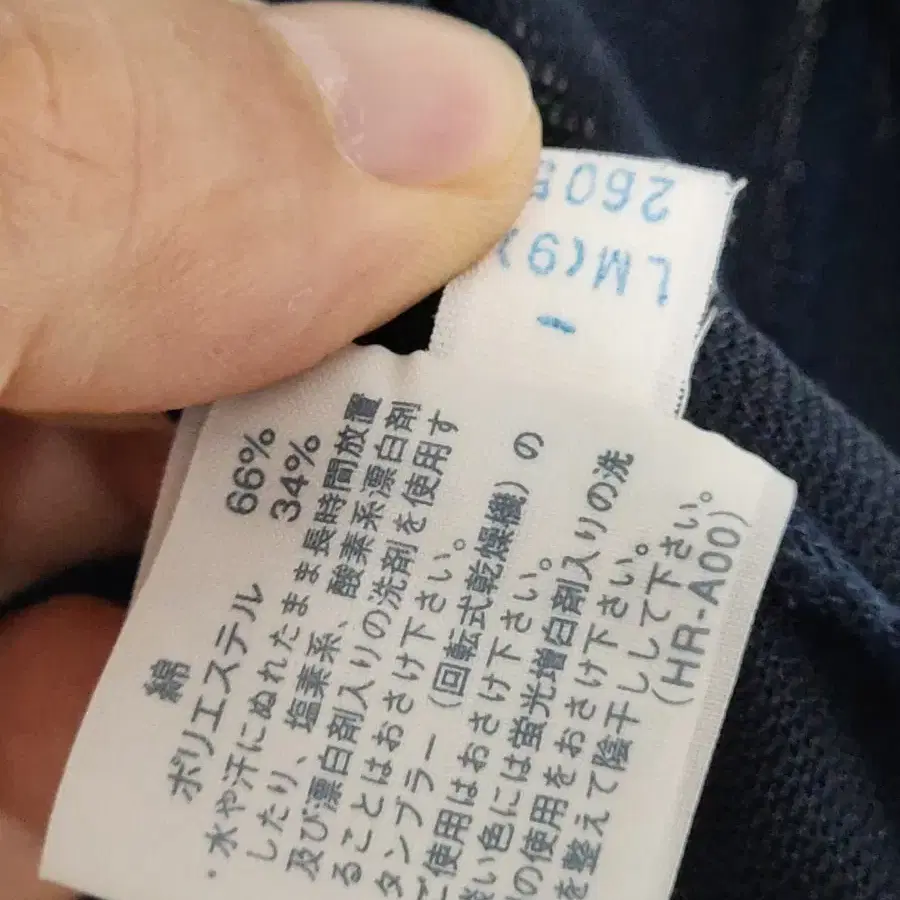 2605
LM(9)
-
綿 66%
ポリエステル 34%
・水や汗にぬれたまま長時間放置
したり、塩素系、酸素系漂白剤
及び漂白剤入りの洗剤を使用す
ることはおさけ下さい。
タンブラー(回転式乾燥機)の
ご使用はおさけ下さい。
淡い色には蛍光増白剤入りの洗
の使用をおさけ下さい。
を整えて陰干しして下さい。
(HR-A00)